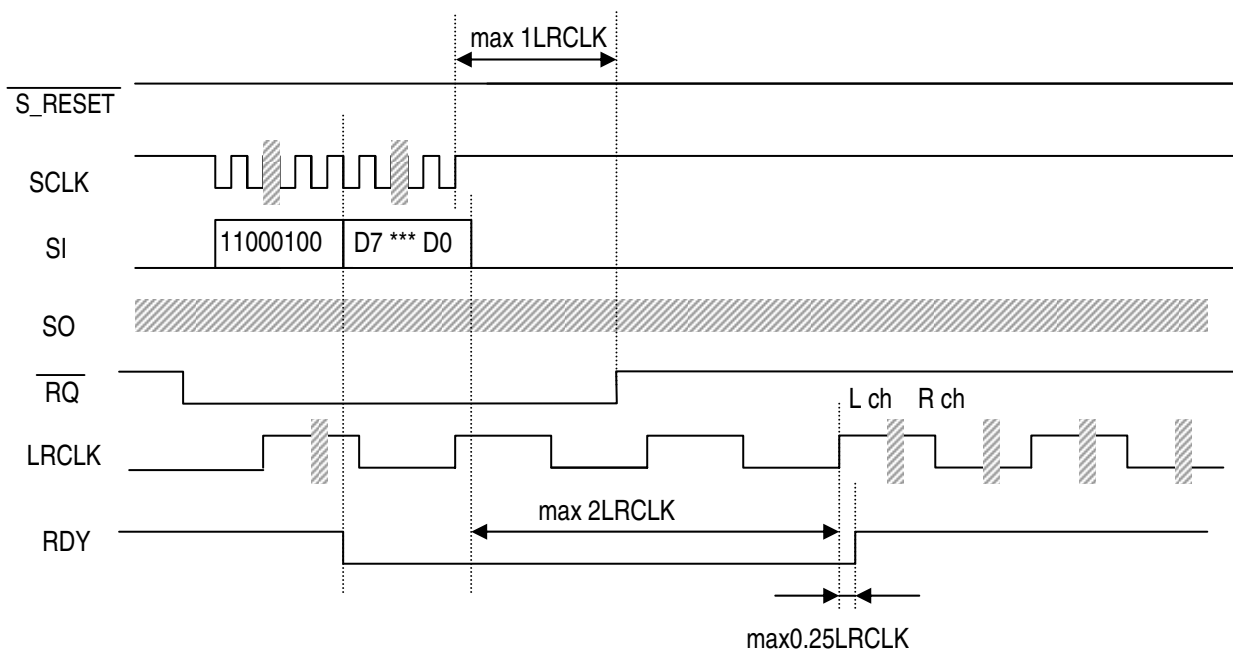 max 1LRCLK
S_RESET
SCLK
SI
11000100
D7 *** D0
SO
RQ
L ch
R ch
LRCLK
max 2LRCLK
RDY
max0.25LRCLK